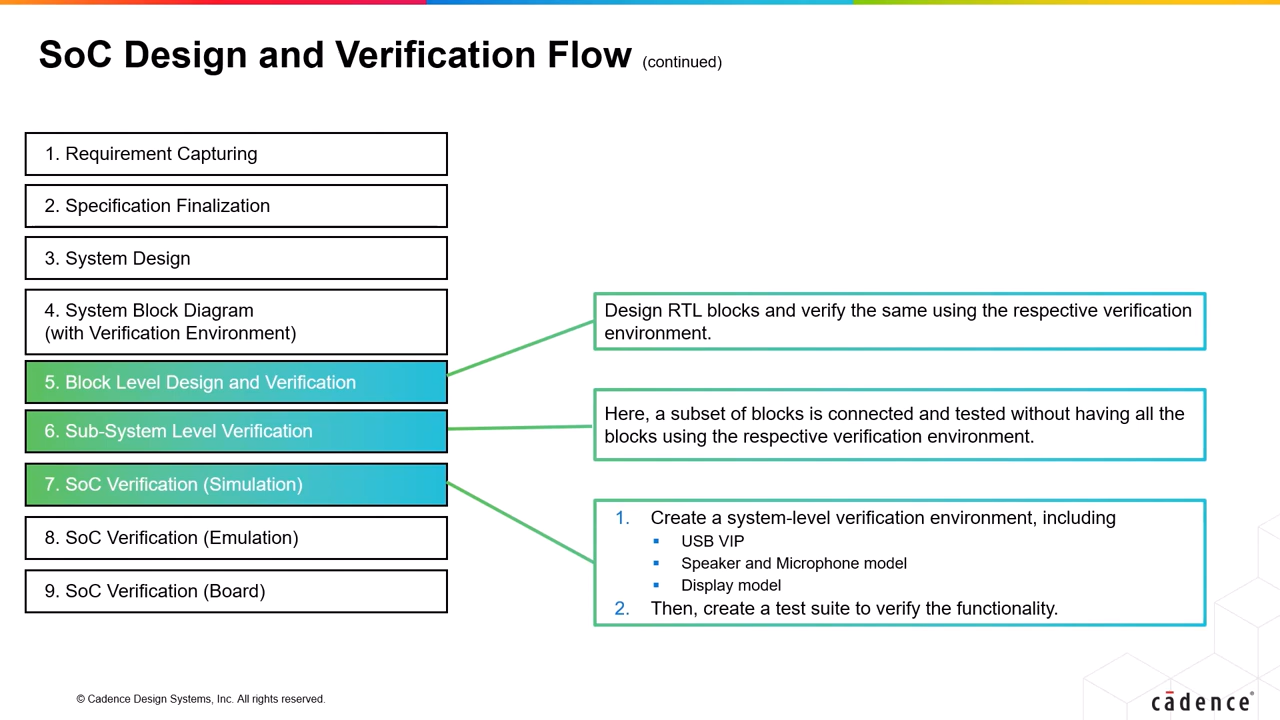 SoC Design and Verification Flow (continued)
1. Requirement Capturing
2. Specification Finalization
3. System Design
4. System Block Diagram
(with Verification Environment)
5. Block Level Design and Verification
6. Sub-System Level Verification
7. SoC Verification (Simulation)
8. SoC Verification (Emulation)
9. SoC Verification (Board)
Design RTL blocks and verify the same using the respective verification
environment.
Here, a subset of blocks is connected and tested without having all the
blocks using the respective verification environment.
1. Create a system-level verification environment, including
▪ USB VIP
▪ Speaker and Microphone model
▪ Display model
2. Then, create a test suite to verify the functionality.
© Cadence Design Systems, Inc. All rights reserved.
cādence®